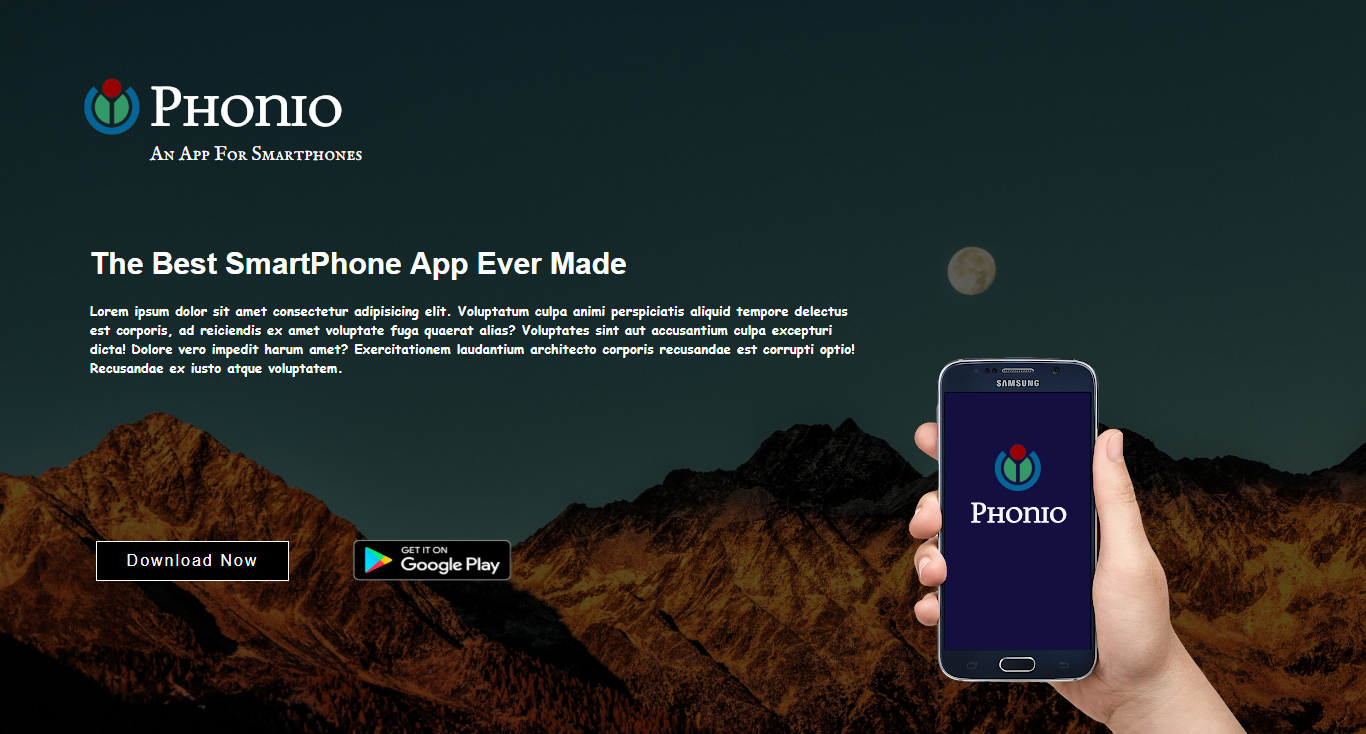 Phonio
An App For Smartphones
The Best SmartPhone App Ever Made
Lorem ipsum dolor sit amet consectetur adipisicing elit. Voluptatum culpa animi perspiciatis aliquid tempore delectus
est corporis, ad reiciendis ex amet voluptate fuga quaerat alias? Voluptates sint aut accusantium culpa excepturi
dicta! Dolore vero impedit harum amet? Exercitationem laudantium architecto corporis recusandae est corrupti optio!
Recusandae ex iusto atque voluptatem.
SAMSUNG
Phonio
Download Now
GET IT ON
Google Play